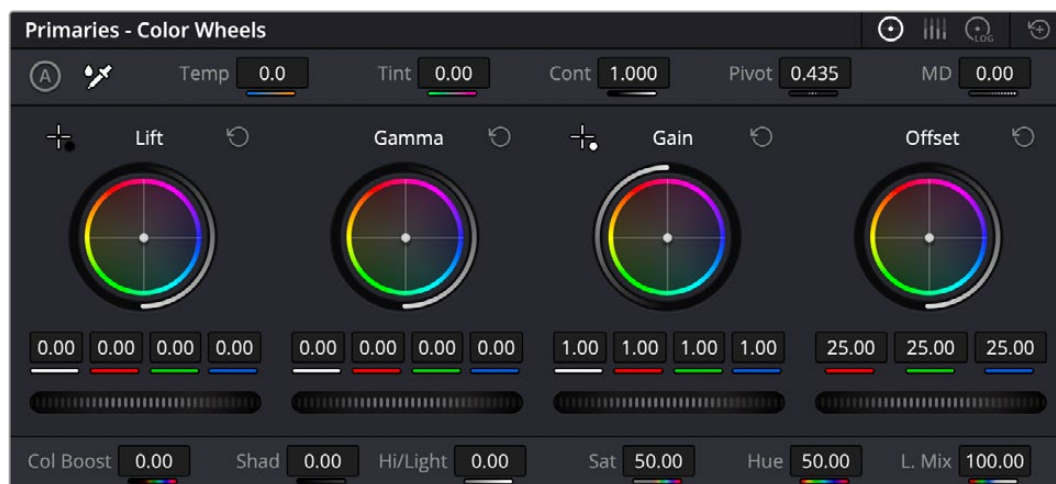 Primaries - Color Wheels
LOG
A Temp 0.0 Tint 0.00 Cont 1.000 Pivot 0.435 MD 0.00
Lift Gamma Gain Offset
0.00 0.00 0.00 0.00 0.00 0.00 0.00 0.00 1.00 1.00 1.00 1.00 25.00 25.00 25.00
Col Boost 0.00 Shad 0.00 Hi/Light 0.00 Sat 50.00 Hue 50.00 L. Mix 100.00